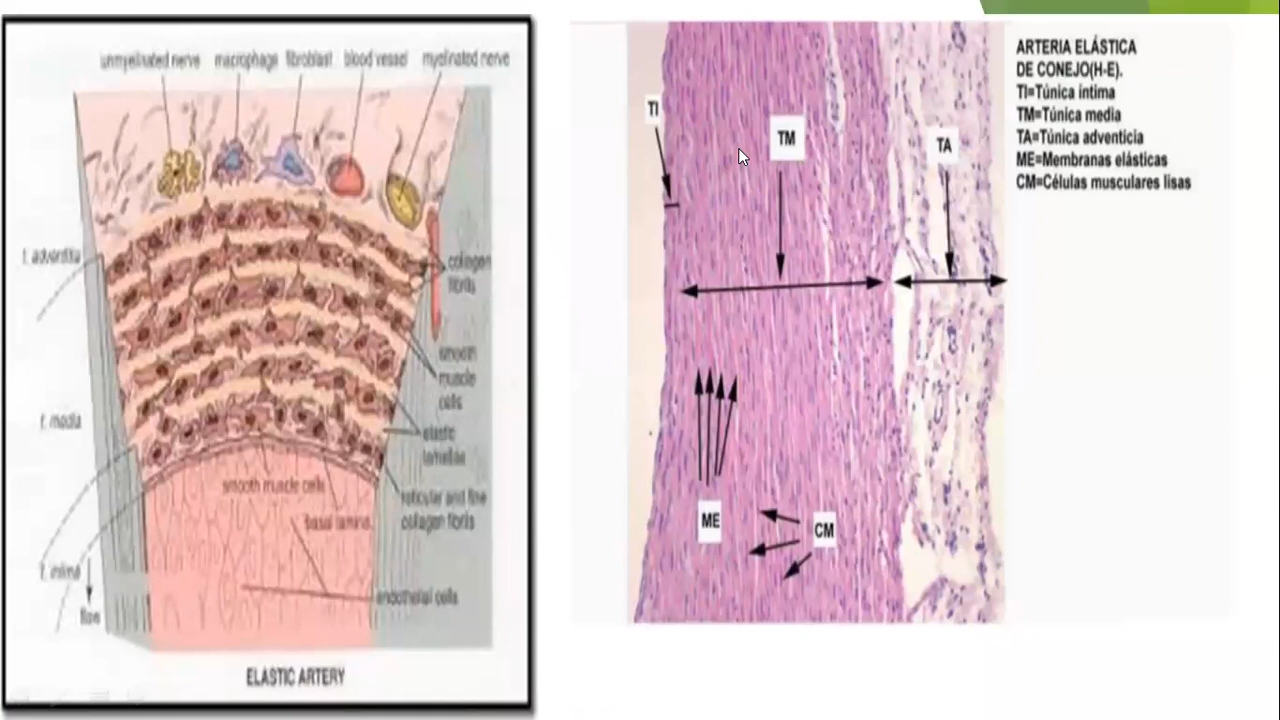 unmyelinated nerve macrophage fibroblast blood vessel myelinated nerve
t. adventitia
collagen
fibrils
smooth
muscle
cells
t. media
elastic
lamellae
smooth muscle cells
reticular and fine
collagen fibrils
basal lamina
t. intima
endothelial cells
flow
ELASTIC ARTERY
TI
TM
TA
ME
CM
ARTERIA ELÁSTICA
DE CONEJO(H-E).
TI=Túnica íntima
TM=Túnica media
TA=Túnica adventicia
ME=Membranas elásticas
CM=Células musculares lisas